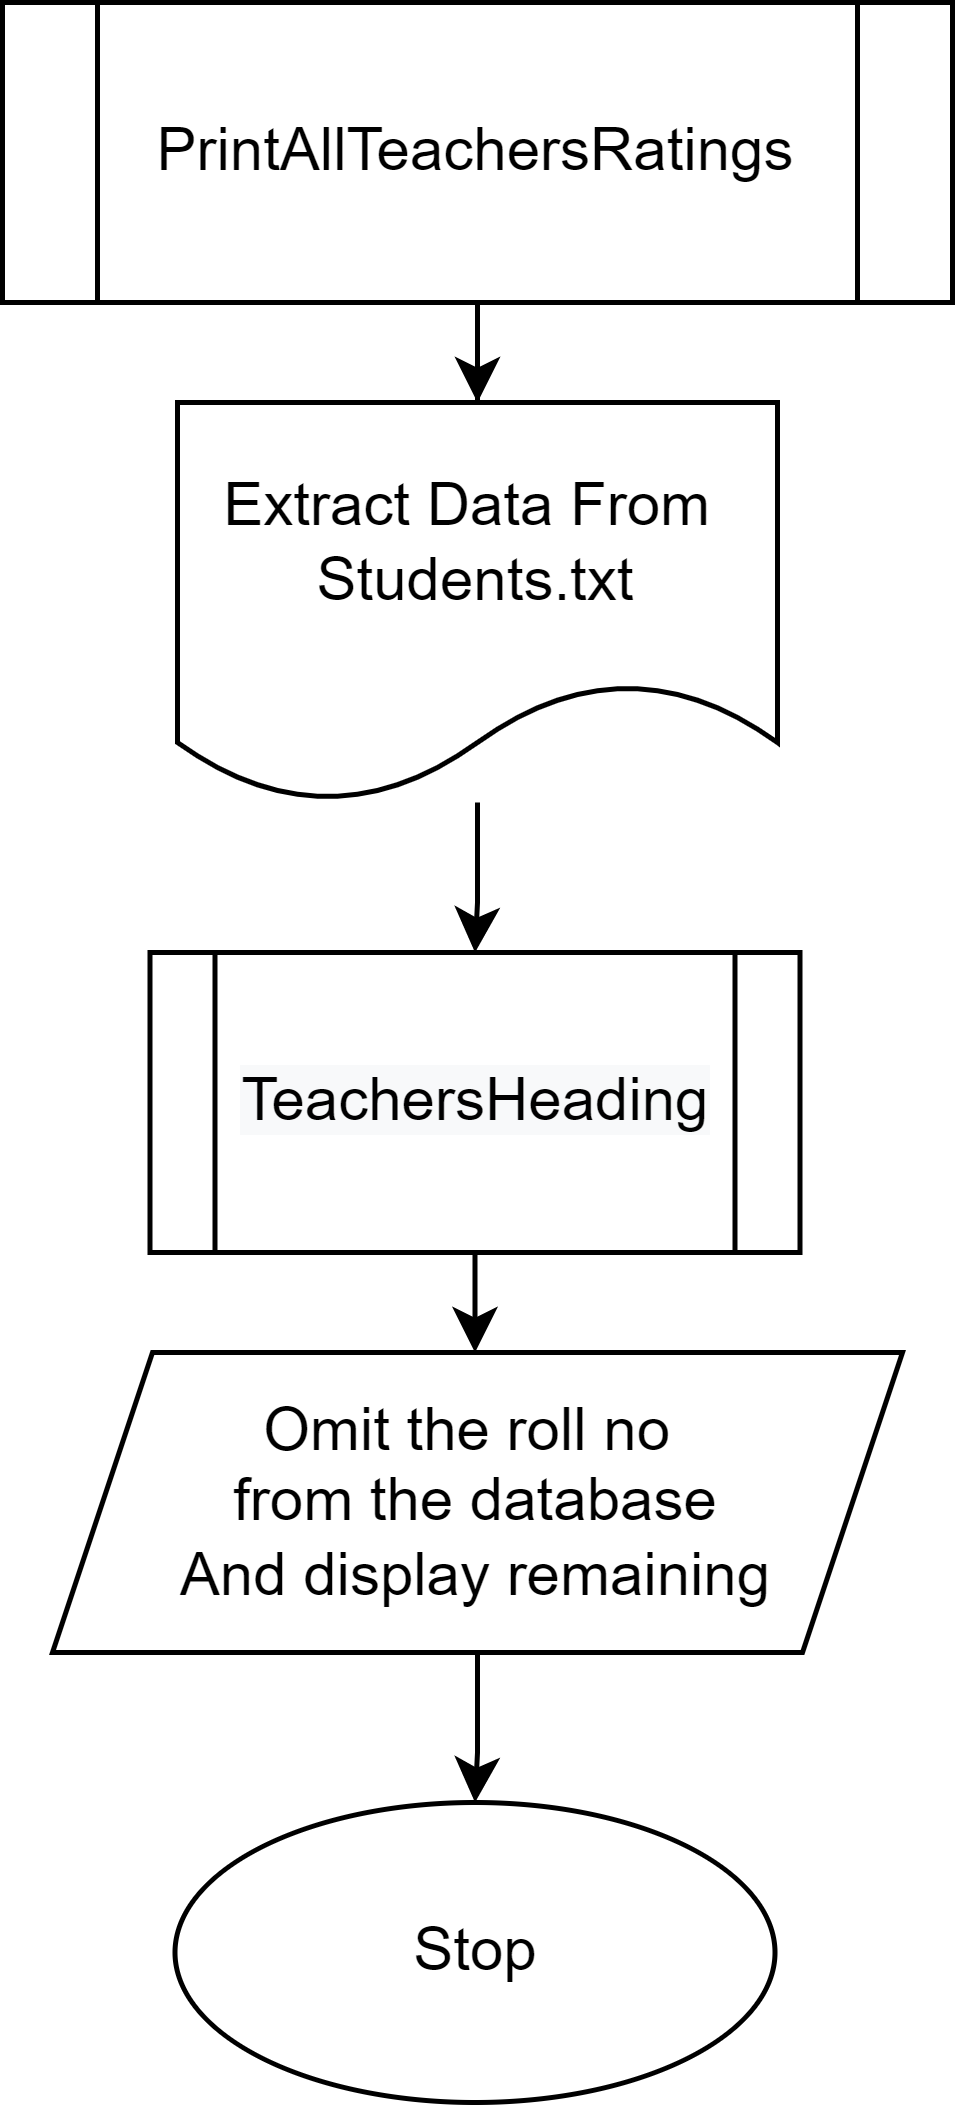 PrintAllTeachersRatings
Extract Data From
Students.txt
TeachersHeading
Omit the roll no
from the database
And display remaining
Stop